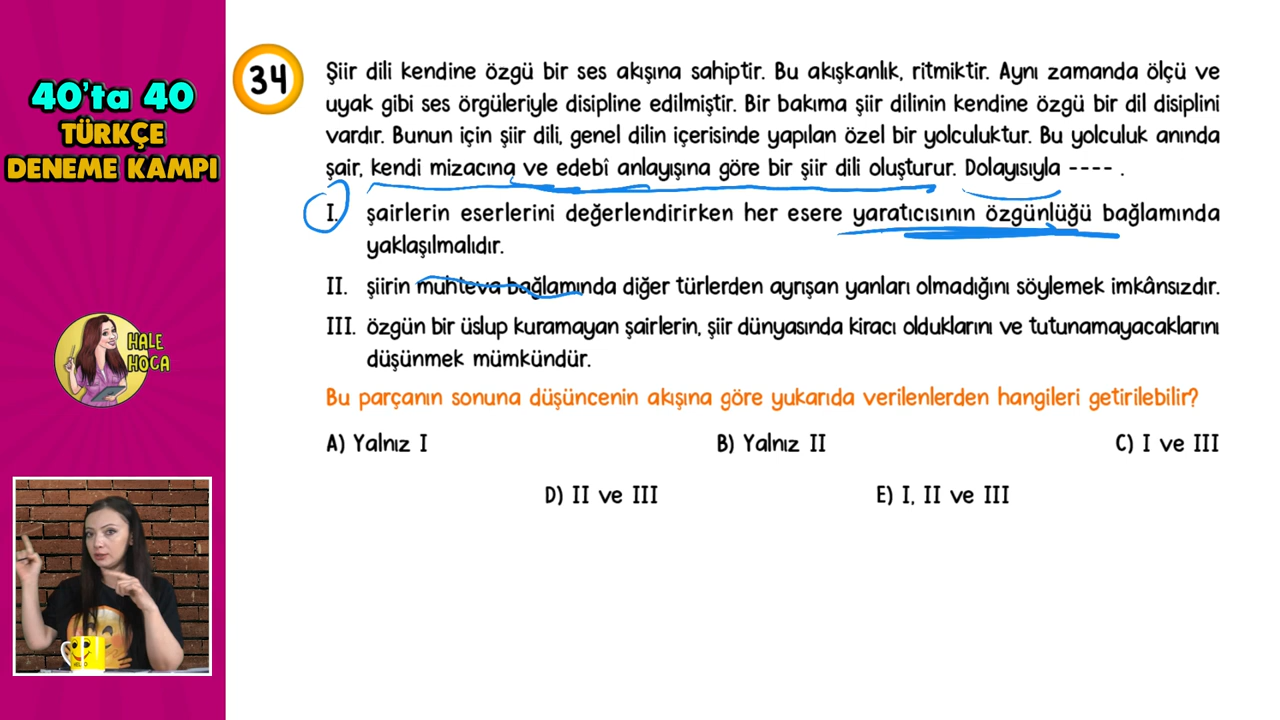 40'ta 40
TÜRKÇE
DENEME KAMPI
HALE
HOCA
34
Şiir dili kendine özgü bir ses akışına sahiptir. Bu akışkanlık, ritmiktir. Aynı zamanda ölçü ve
uyak gibi ses örgüleriyle disipline edilmiştir. Bir bakıma şiir dilinin kendine özgü bir dil disiplini
vardır. Bunun için şiir dili, genel dilin içerisinde yapılan özel bir yolculuktur. Bu yolculuk anında
şair, kendi mizacına ve edebî anlayışına göre bir şiir dili oluşturur. Dolayısıyla ---- .
I. şairlerin eserlerini değerlendirirken her esere yaratıcısının özgünlüğü bağlamında
yaklaşılmalıdır.
II. şiirin muhteva bağlamında diğer türlerden ayrışan yanları olmadığını söylemek imkânsızdır.
III. özgün bir üslup kuramayan şairlerin, şiir dünyasında kiracı olduklarını ve tutunamayacaklarını
düşünmek mümkündür.
Bu parçanın sonuna düşüncenin akışına göre yukarıda verilenlerden hangileri getirilebilir?
A) Yalnız I
B) Yalnız II
C) I ve III
D) II ve III
E) I, II ve III